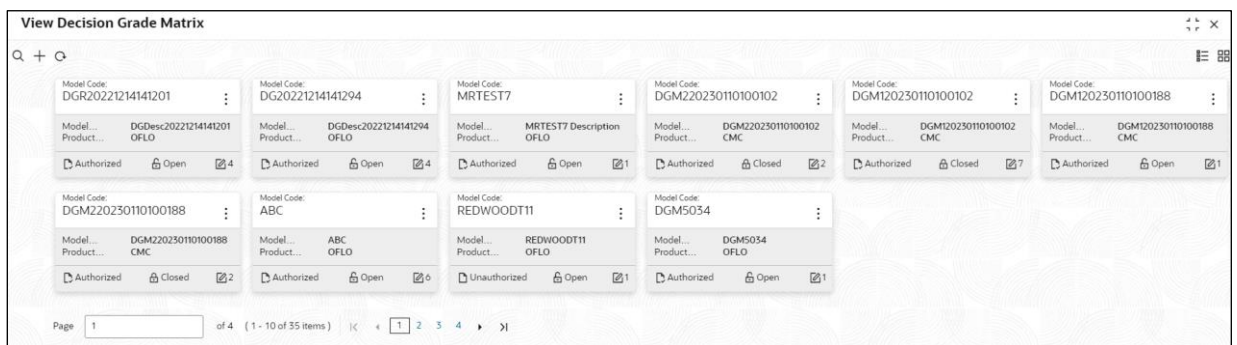 View Decision Grade Matrix
Model Code: Model Code: Model Code: Model Code: Model Code: Model Code:
DGR20221214141201 DG20221214141294 MRTEST7 DGM220230110100102 DGM120230110100102 DGM120230110100188
Model... DGDesc20221214141201 Model... DGDesc20221214141294 Model... MRTEST7 Description Model... DGM220230110100102 Model... DGM120230110100102 Model... DGM120230110100188
Product... OFLO Product... OFLO Product... OFLO Product... CMC Product... CMC Product... CMC
Authorized Open 4 Authorized Open 4 Authorized Open 1 Authorized Closed 2 Authorized Closed 7 Authorized Open 1
Model Code: Model Code: Model Code: Model Code:
DGM220230110100188 ABC REDWOODT11 DGM5034
Model... DGM220230110100188 Model... ABC Model... REDWOODT11 Model... DGM5034
Product... CMC Product... OFLO Product... OFLO Product... OFLO
Authorized Closed 2 Authorized Open 6 Unauthorized Open 1 Authorized Open 1
Page 1 of 4 (1 - 10 of 35 items) 1 2 3 4